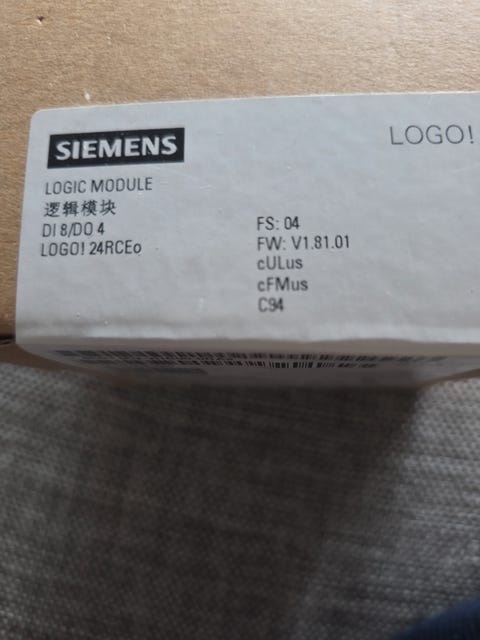 SIEMENS
LOGO!
LOGIC MODULE
逻辑模块
DI 8/DO 4
LOGO! 24RCEo
FS: 04
FW: V1.81.01
cULus
cFMus
C94